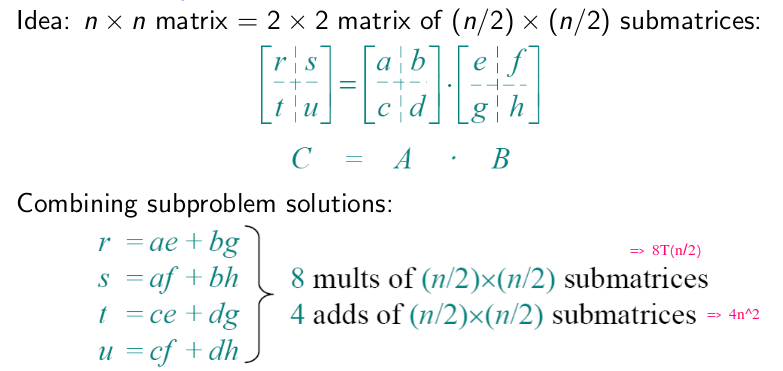 Idea: n × n matrix = 2 × 2 matrix of (n/2) × (n/2) submatrices:
r s = a b · e f
t u c d g h
C = A · B
Combining subproblem solutions:
r = ae + bg
s = af + bh
t = ce + dg
u = cf + dh
=> 8T(n/2)
8 mults of (n/2)×(n/2) submatrices
4 adds of (n/2)×(n/2) submatrices => 4n^2